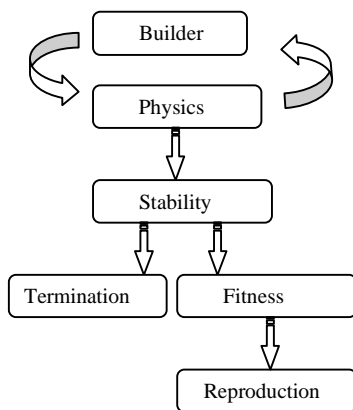 Builder
Physics
Stability
Termination
Fitness
Reproduction